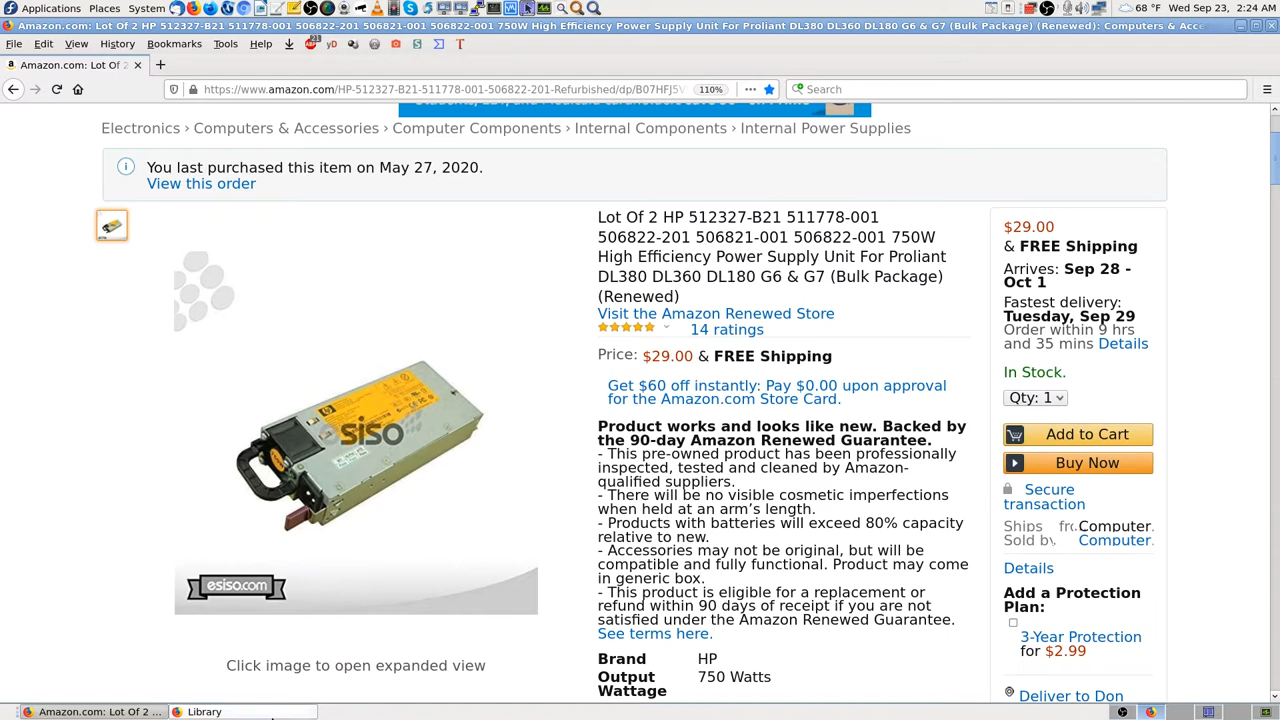 Applications Places System
68 °F Wed Sep 23, 2:24 AM
Lot Of 2 HP 512327-B21 511778-001 506822-201 506821-001 506822-001 750W High Efficiency Power Supply Unit For Proliant DL380 DL360 DL180 G6 & G7 (Bulk Package) (Renewed): Computers & Acce
File Edit View History Bookmarks Tools Help
Amazon.com: Lot Of 2
https://www.amazon.com/HP-512327-B21-511778-001-506822-201-Refurbished/dp/B07HFJ5V
110%
Search
Electronics › Computers & Accessories › Computer Components › Internal Components › Internal Power Supplies
You last purchased this item on May 27, 2020.
View this order
siso
esiso.com
Click image to open expanded view
Lot Of 2 HP 512327-B21 511778-001
506822-201 506821-001 506822-001 750W
High Efficiency Power Supply Unit For Proliant
DL380 DL360 DL180 G6 & G7 (Bulk Package)
(Renewed)
Visit the Amazon Renewed Store
14 ratings
Price: $29.00 & FREE Shipping
Get $60 off instantly: Pay $0.00 upon approval
for the Amazon.com Store Card.
Product works and looks like new. Backed by
the 90-day Amazon Renewed Guarantee.
- This pre-owned product has been professionally
inspected, tested and cleaned by Amazon-
qualified suppliers.
- There will be no visible cosmetic imperfections
when held at an arm’s length.
- Products with batteries will exceed 80% capacity
relative to new.
- Accessories may not be original, but will be
compatible and fully functional. Product may come
in generic box.
- This product is eligible for a replacement or
refund within 90 days of receipt if you are not
satisfied under the Amazon Renewed Guarantee.
See terms here.
Brand HP
Output 750 Watts
Wattage
$29.00
& FREE Shipping
Arrives: Sep 28 -
Oct 1
Fastest delivery:
Tuesday, Sep 29
Order within 9 hrs
and 35 mins Details
In Stock.
Qty: 1
Add to Cart
Buy Now
Secure
transaction
Ships Computer
Sold by Computer
Details
Add a Protection
Plan:
3-Year Protection
for $2.99
Deliver to Don
Amazon.com: Lot Of 2 ...
Library